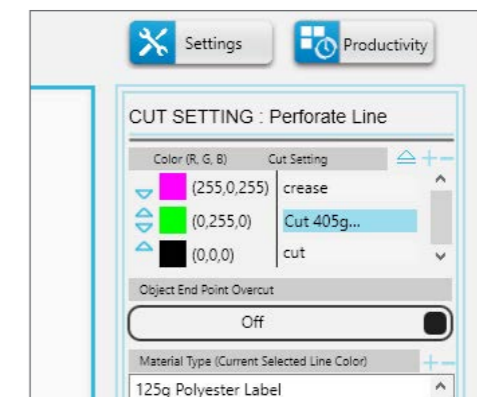 Settings
Productivity
CUT SETTING : Perforate Line
Color (R, G, B) Cut Setting
(255,0,255) crease
(0,255,0) Cut 405g...
(0,0,0) cut
Object End Point Overcut
Off
Material Type (Current Selected Line Color)
125g Polyester Label